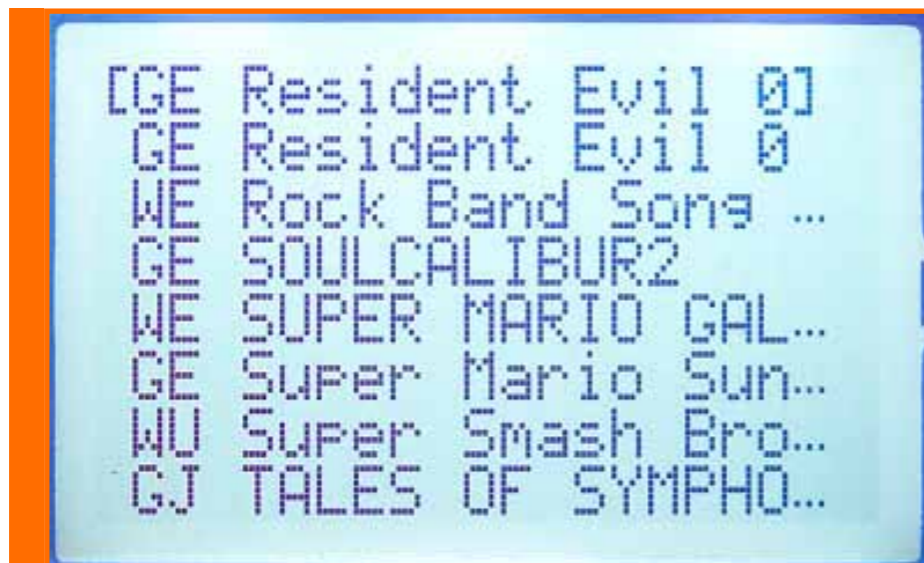 [GE Resident Evil 0]
GE Resident Evil 0
WE Rock Band Song …
GE SOULCALIBUR2
WE SUPER MARIO GAL…
GE Super Mario Sun…
WU Super Smash Bro…
GJ TALES OF SYMPHO…